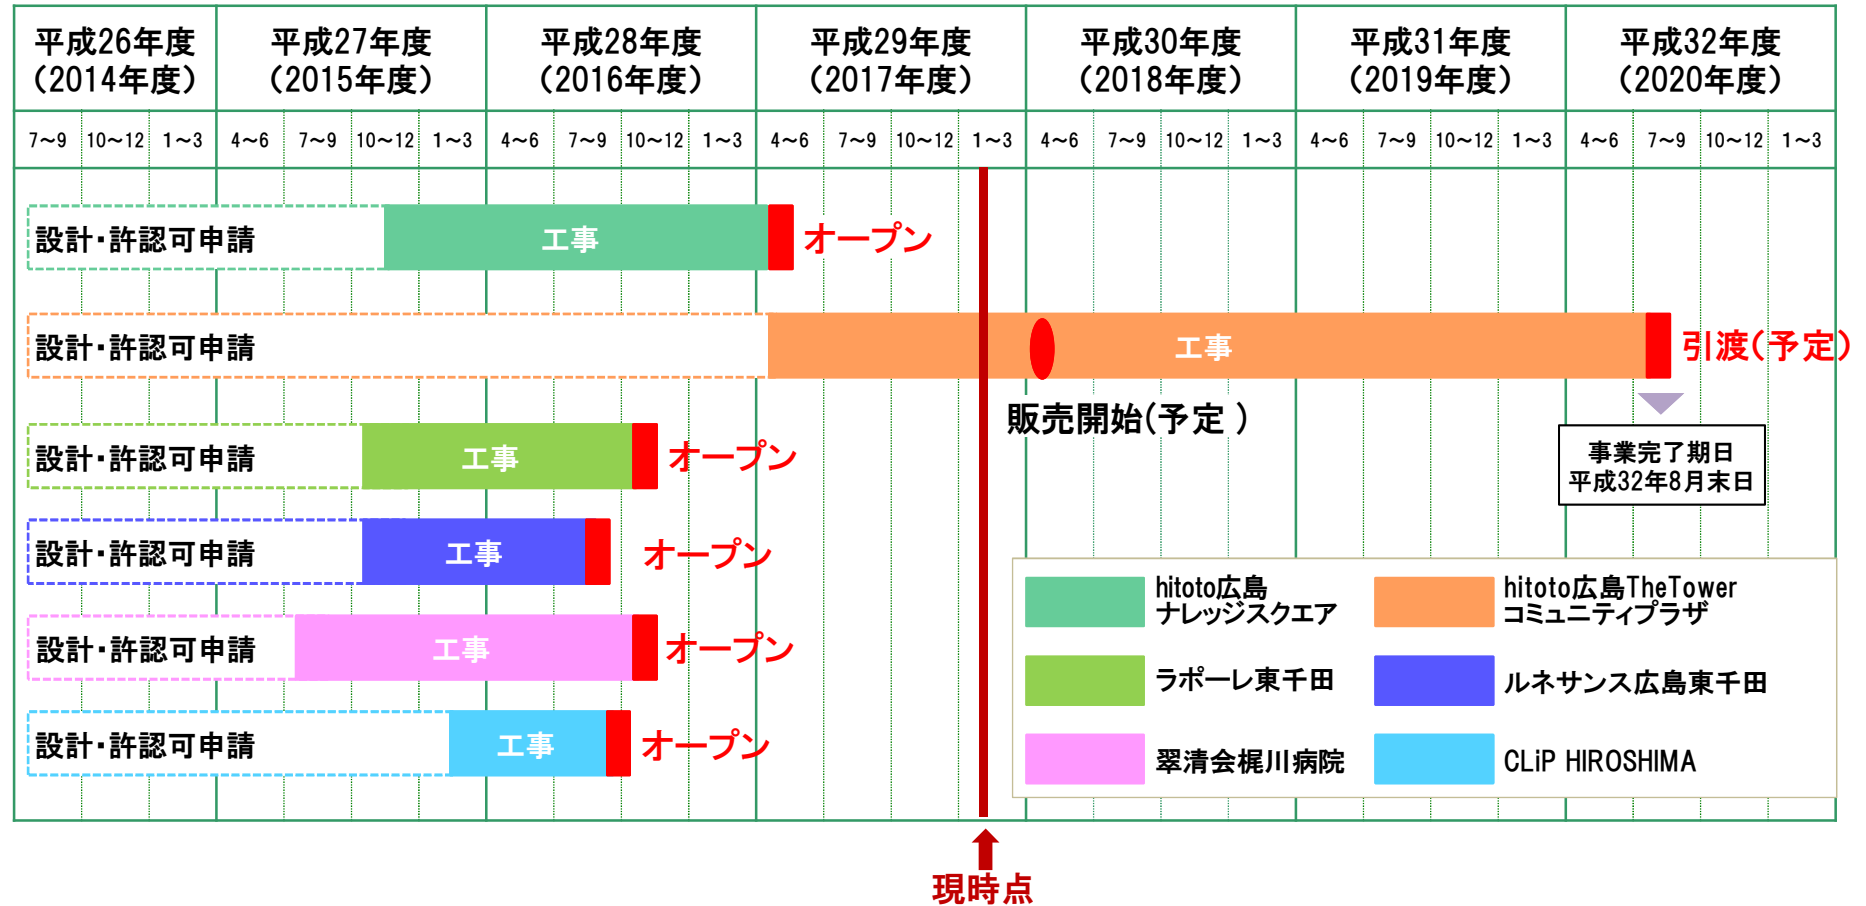 平成26年度
（2014年度）
平成27年度
（2015年度）
平成28年度
（2016年度）
平成29年度
（2017年度）
平成30年度
（2018年度）
平成31年度
（2019年度）
平成32年度
（2020年度）
7～9 10～12 1～3 4～6 7～9 10～12 1～3 4～6 7～9 10～12 1～3 4～6 7～9 10～12 1～3 4～6 7～9 10～12 1～3 4～6 7～9 10～12 1～3 4～6 7～9 10～12 1～3
設計・許認可申請 工事 オープン
設計・許認可申請 工事 引渡（予定）
販売開始(予定 )
設計・許認可申請 工事 オープン
事業完了期日
平成32年8月末日
設計・許認可申請 工事 オープン
設計・許認可申請 工事 オープン
設計・許認可申請 工事 オープン
hitoto広島
ナレッジスクエア
hitoto広島TheTower
コミュニティプラザ
ラポーレ東千田
ルネサンス広島東千田
翠清会梶川病院
CLiP HIROSHIMA
現時点